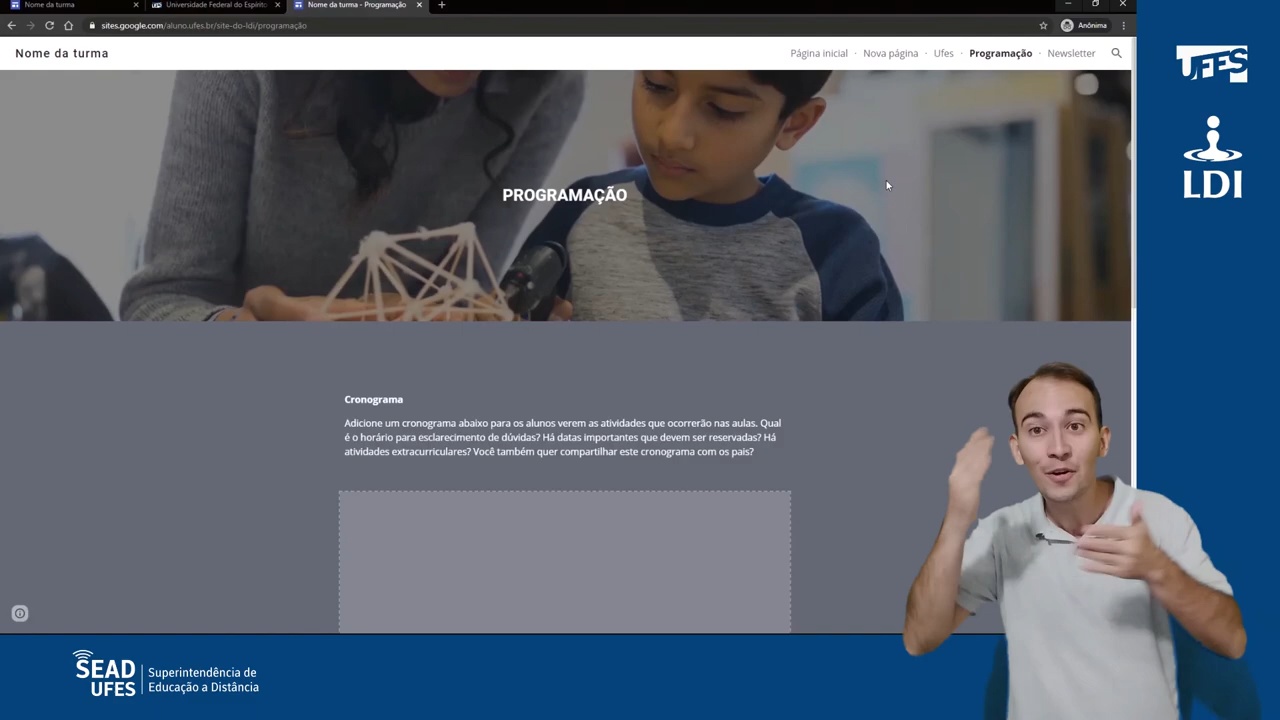 Nome da turma
Universidade Federal do Espírito
Nome da turma - Programação
sites.google.com/aluno.ufes.br/site-do-ldi/programação
Anônima
Nome da turma
Página inicial · Nova página · Ufes · Programação · Newsletter
UFES
LDI
PROGRAMAÇÃO
Cronograma
Adicione um cronograma abaixo para os alunos verem as atividades que ocorrerão nas aulas. Qual
é o horário para esclarecimento de dúvidas? Há datas importantes que devem ser reservadas? Há
atividades extracurriculares? Você também quer compartilhar este cronograma com os pais?
SEAD
UFES
Superintendência de
Educação a Distância